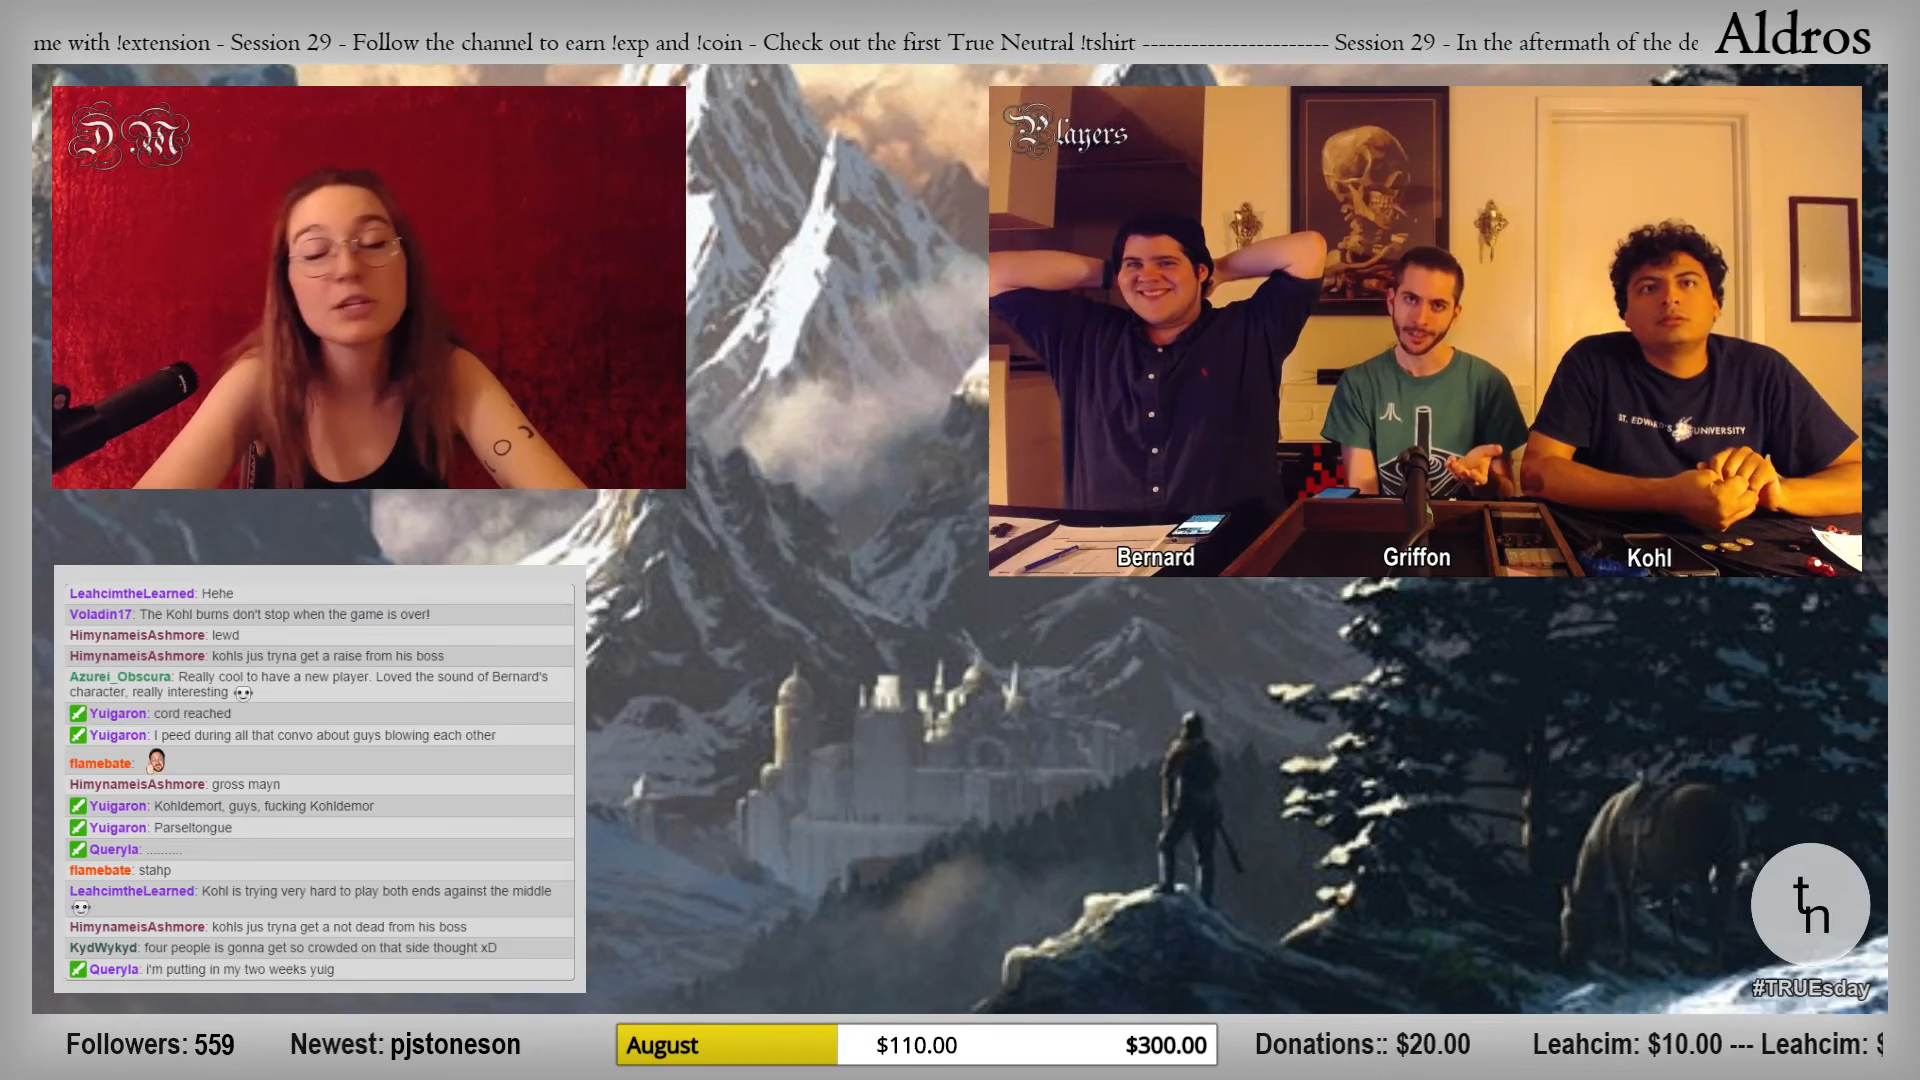 me with !extension - Session 29 - Follow the channel to earn !exp and !coin - Check out the first True Neutral !tshirt ----------------------- Session 29 - In the aftermath of the de
Aldros
DM
Players
ST. EDWARD'S UNIVERSITY
Bernard
Griffon
Kohl
LeahcimtheLearned: Hehe
Voladin17: The Kohl burns don't stop when the game is over!
HimynameisAshmore: lewd
HimynameisAshmore: kohls jus tryna get a raise from his boss
Azurei_Obscura: Really cool to have a new player. Loved the sound of Bernard's
character, really interesting
Yuigaron: cord reached
Yuigaron: I peed during all that convo about guys blowing each other
flamebate:
HimynameisAshmore: gross mayn
Yuigaron: Kohldemort, guys, fucking Kohldemor
Yuigaron: Parseltongue
Queryla: ..........
flamebate: stahp
LeahcimtheLearned: Kohl is trying very hard to play both ends against the middle
HimynameisAshmore: kohls jus tryna get a not dead from his boss
KydWykyd: four people is gonna get so crowded on that side thought xD
Queryla: i'm putting in my two weeks yuig
tn
#TRUEsday
Followers: 559
Newest: pjstoneson
August $110.00 $300.00
Donations:: $20.00
Leahcim: $10.00 --- Leahcim: $